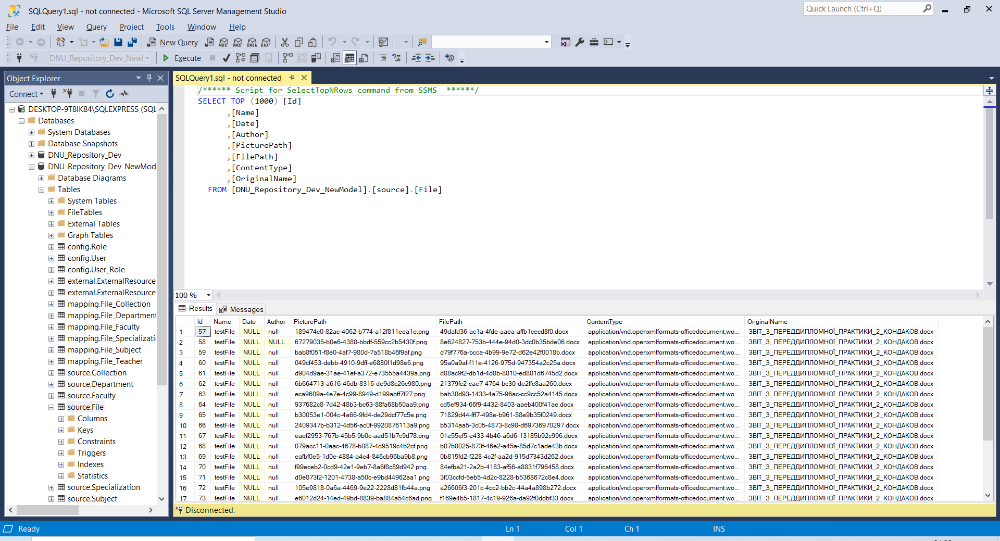 SQLQuery1.sql - not connected - Microsoft SQL Server Management Studio
Quick Launch (Ctrl+Q)
File Edit View Query Project Tools Window Help
New Query MDX DMX XMLA DAX
DNU_Repository_Dev_NewI Execute
Object Explorer
Connect
DESKTOP-9T8IK84\SQLEXPRESS (SQL
Databases
System Databases
Database Snapshots
DNU_Repository_Dev
DNU_Repository_Dev_NewMod
Database Diagrams
Tables
System Tables
FileTables
External Tables
Graph Tables
config.Role
config.User
config.User_Role
external.ExternalResource
external.ExternalResource
mapping.File_Collection
mapping.File_Department
mapping.File_Faculty
mapping.File_Specializati
mapping.File_Subject
mapping.File_Teacher
source.Collection
source.Department
source.Faculty
source.File
Columns
Keys
Constraints
Triggers
Indexes
Statistics
source.Specialization
source.Subject
SQLQuery1.sql - not connected
/****** Script for SelectTopNRows command from SSMS  ******/
SELECT TOP (1000) [Id]
,[Name]
,[Date]
,[Author]
,[PicturePath]
,[FilePath]
,[ContentType]
,[OriginalName]
FROM [DNU_Repository_Dev_NewModel].[source].[File]
100 %
Results Messages
Id Name Date Author PicturePath FilePath ContentType OriginalName
1 57 testFile NULL null 189474c0-82ac-4062-b774-a12f811eea1e.png 49dafd36-ac1a-4fde-aaea-affb1cecd8f0.docx application/vnd.openxmlformats-officedocument.wo... ЗВІТ_З_ПЕРЕДДИПЛОМНОЇ_ПРАКТИКИ_2_КОНДАКОВ.docx
2 58 testFile NULL NULL 67279035-b0e6-4388-bbdf-559cc2b5430f.png 8e624827-753b-444e-94d0-3dc0b35bde06.docx application/vnd.openxmlformats-officedocument.wo... ЗВІТ_З_ПЕРЕДДИПЛОМНОЇ_ПРАКТИКИ_2_КОНДАКОВ.docx
3 59 testFile NULL null bab8f051-f8e0-4af7-980d-7a518b46f9af.png d79f776a-bcca-4b99-9e72-d62e42f0018b.docx application/vnd.openxmlformats-officedocument.wo... ЗВІТ_З_ПЕРЕДДИПЛОМНОЇ_ПРАКТИКИ_2_КОНДАКОВ.docx
4 60 testFile NULL null 049cf453-debb-4910-9dff-e6880f1d98e6.png 95a0a9af-f11e-4126-975d-947354a2c25a.docx application/vnd.openxmlformats-officedocument.wo... ЗВІТ_З_ПЕРЕДДИПЛОМНОЇ_ПРАКТИКИ_2_КОНДАКОВ.docx
5 61 testFile NULL null d904d9ae-31ae-41ef-a372-e73555a4439a.png d88ac9f2-db1d-4d8b-8810-ed881d6745d2.docx application/vnd.openxmlformats-officedocument.wo... ЗВІТ_З_ПЕРЕДДИПЛОМНОЇ_ПРАКТИКИ_2_КОНДАКОВ.docx
6 62 testFile NULL null 6b664713-a616-46db-8316-de9d8c26c980.png 21379fc2-cae7-4764-bc30-de2ffc8aa260.docx application/vnd.openxmlformats-officedocument.wo... ЗВІТ_З_ПЕРЕДДИПЛОМНОЇ_ПРАКТИКИ_2_КОНДАКОВ.docx
7 63 testFile NULL null eca9609a-4e7e-4c99-8949-d199abff7f27.png bab30d93-1433-4a75-96ac-cc9cc52a4145.docx application/vnd.openxmlformats-officedocument.wo... ЗВІТ_З_ПЕРЕДДИПЛОМНОЇ_ПРАКТИКИ_2_КОНДАКОВ.docx
8 64 testFile NULL null 937682c8-7d42-48b3-bc63-88fa68b50aa9.png cd5ef934-66f9-4432-8403-aaeb400f41ae.docx application/vnd.openxmlformats-officedocument.wo... ЗВІТ_З_ПЕРЕДДИПЛОМНОЇ_ПРАКТИКИ_2_КОНДАКОВ.docx
9 65 testFile NULL null b30053e1-004c-4a66-9fd4-de29dcf77c5e.png 71829d44-fff7-498e-b961-58e9b35f0249.docx application/vnd.openxmlformats-officedocument.wo... ЗВІТ_З_ПЕРЕДДИПЛОМНОЇ_ПРАКТИКИ_2_КОНДАКОВ.docx
10 66 testFile NULL null 2409347b-b312-4d56-ac0f-9920876113a9.png b5314aa5-3c05-4873-8c98-d69736970297.docx application/vnd.openxmlformats-officedocument.wo... ЗВІТ_З_ПЕРЕДДИПЛОМНОЇ_ПРАКТИКИ_2_КОНДАКОВ.docx
11 67 testFile NULL null eaef2953-767b-45b5-9b0c-aad51b7c9d78.png 01e55ef5-e433-4b46-a6d6-13185b92c996.docx application/vnd.openxmlformats-officedocument.wo... ЗВІТ_З_ПЕРЕДДИПЛОМНОЇ_ПРАКТИКИ_2_КОНДАКОВ.docx
12 68 testFile NULL null 079acc11-0aac-4678-b087-4d9519c4b2cf.png b07b8025-873f-46e2-a45a-85d7c1ade43b.docx application/vnd.openxmlformats-officedocument.wo... ЗВІТ_З_ПЕРЕДДИПЛОМНОЇ_ПРАКТИКИ_2_КОНДАКОВ.docx
13 69 testFile NULL null eafbf0e5-1d0e-4884-a4e4-846cb96ba9b8.png 0b815fd2-f228-4c2f-aa2d-915d7343d262.docx application/vnd.openxmlformats-officedocument.wo... ЗВІТ_З_ПЕРЕДДИПЛОМНОЇ_ПРАКТИКИ_2_КОНДАКОВ.docx
14 70 testFile NULL null f99eceb2-0cd9-42e1-9eb7-8a6f8c89d942.png 84efba21-2a2b-4183-af56-a8831f796458.docx application/vnd.openxmlformats-officedocument.wo... ЗВІТ_З_ПЕРЕДДИПЛОМНОЇ_ПРАКТИКИ_2_КОНДАКОВ.docx
15 71 testFile NULL null d0e873f2-1201-4738-a50c-e9bd44962aa1.png 3f03ccfd-5eb5-4d2c-8228-b5368672c8e4.docx application/vnd.openxmlformats-officedocument.wo... ЗВІТ_З_ПЕРЕДДИПЛОМНОЇ_ПРАКТИКИ_2_КОНДАКОВ.docx
16 72 testFile NULL null 105e9818-0a6a-4469-9e22-2228d81fb44a.png a26606f3-201c-4cc2-bb2c-44a4a898b272.docx application/vnd.openxmlformats-officedocument.wo... ЗВІТ_З_ПЕРЕДДИПЛОМНОЇ_ПРАКТИКИ_2_КОНДАКОВ.docx
17 73 testFile NULL null e6012d24-14ed-49bd-8839-ba884a54c6ad.png f169e4b5-1817-4c19-926a-da92f0ddbf33.docx application/vnd.openxmlformats-officedocument.wo... ЗВІТ_З_ПЕРЕДДИПЛОМНОЇ_ПРАКТИКИ_2_КОНДАКОВ.docx
Disconnected.
Ready Ln 1 Col 1 Ch 1 INS